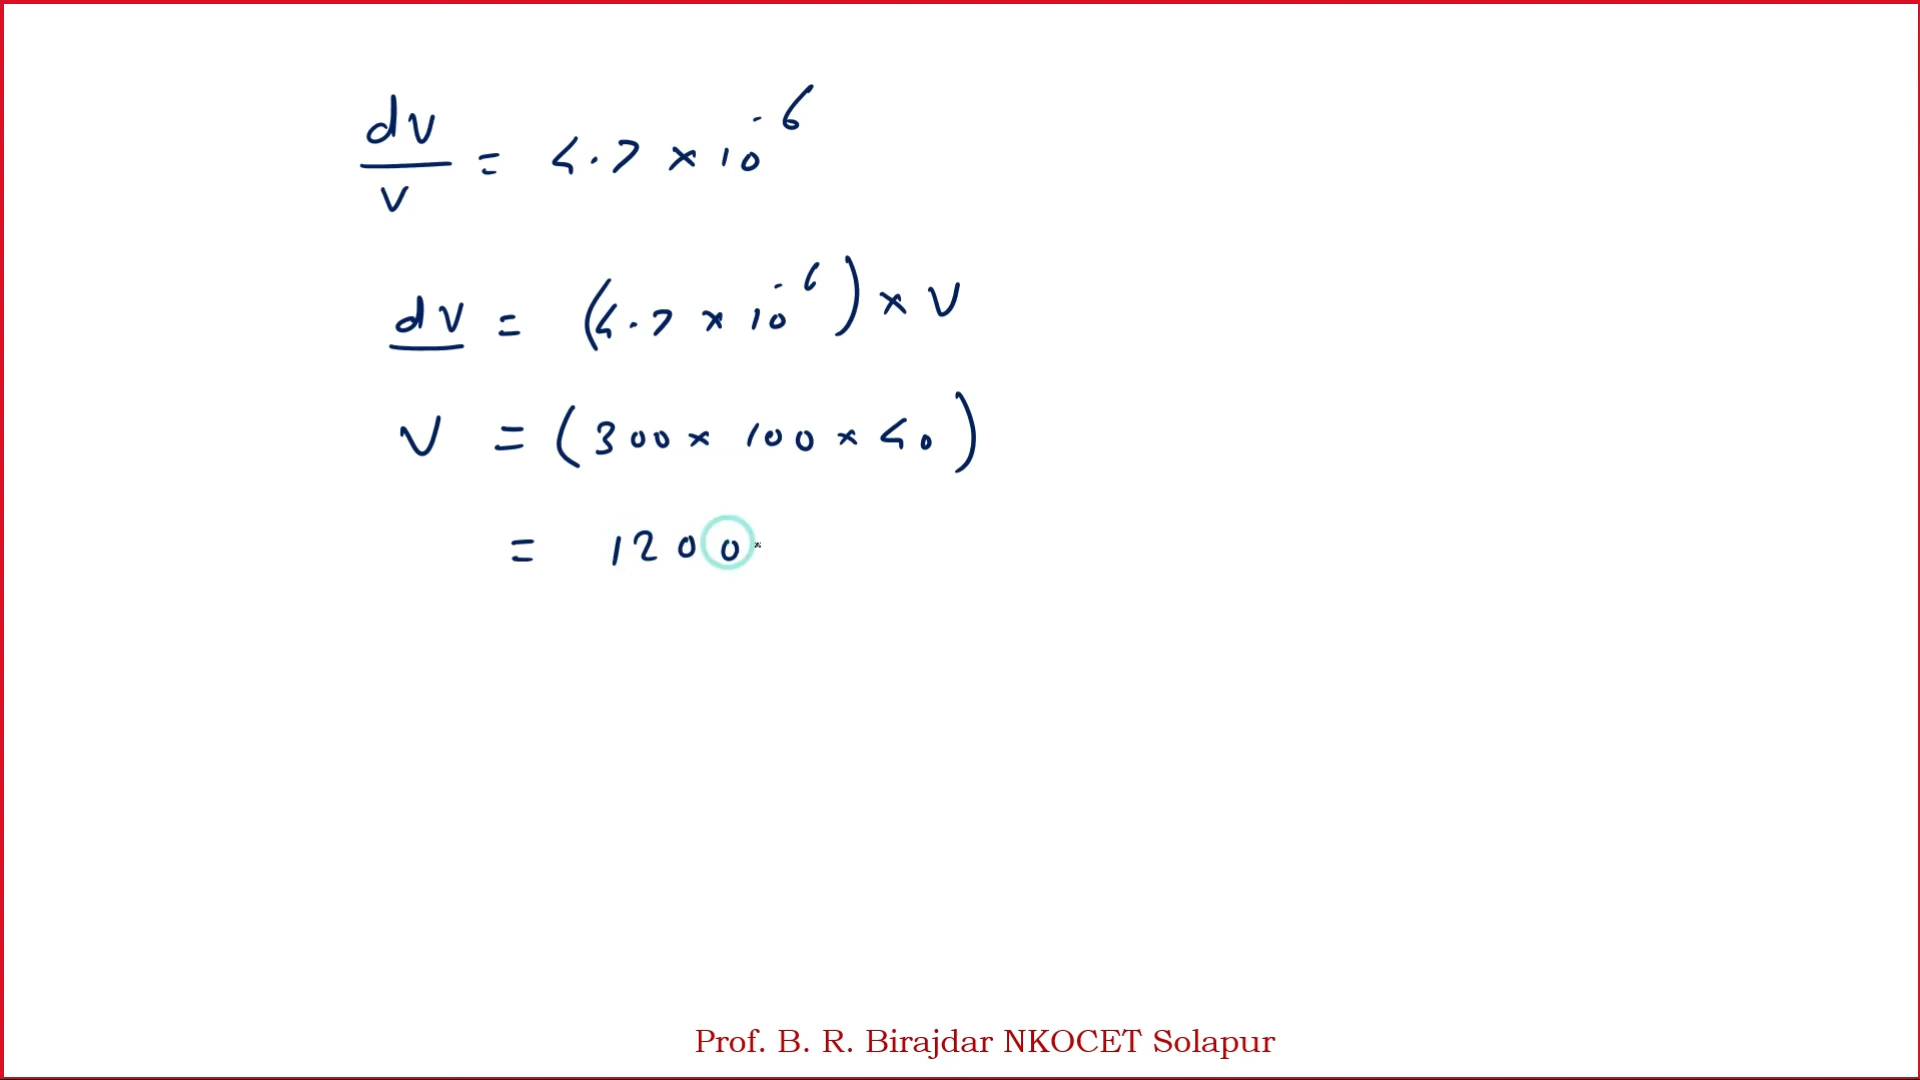 dv/v = 4.7 × 10^-6
dv = (4.7 × 10^-6) × V
V = (300 × 100 × 40)
= 1200
Prof. B. R. Birajdar NKOCET Solapur